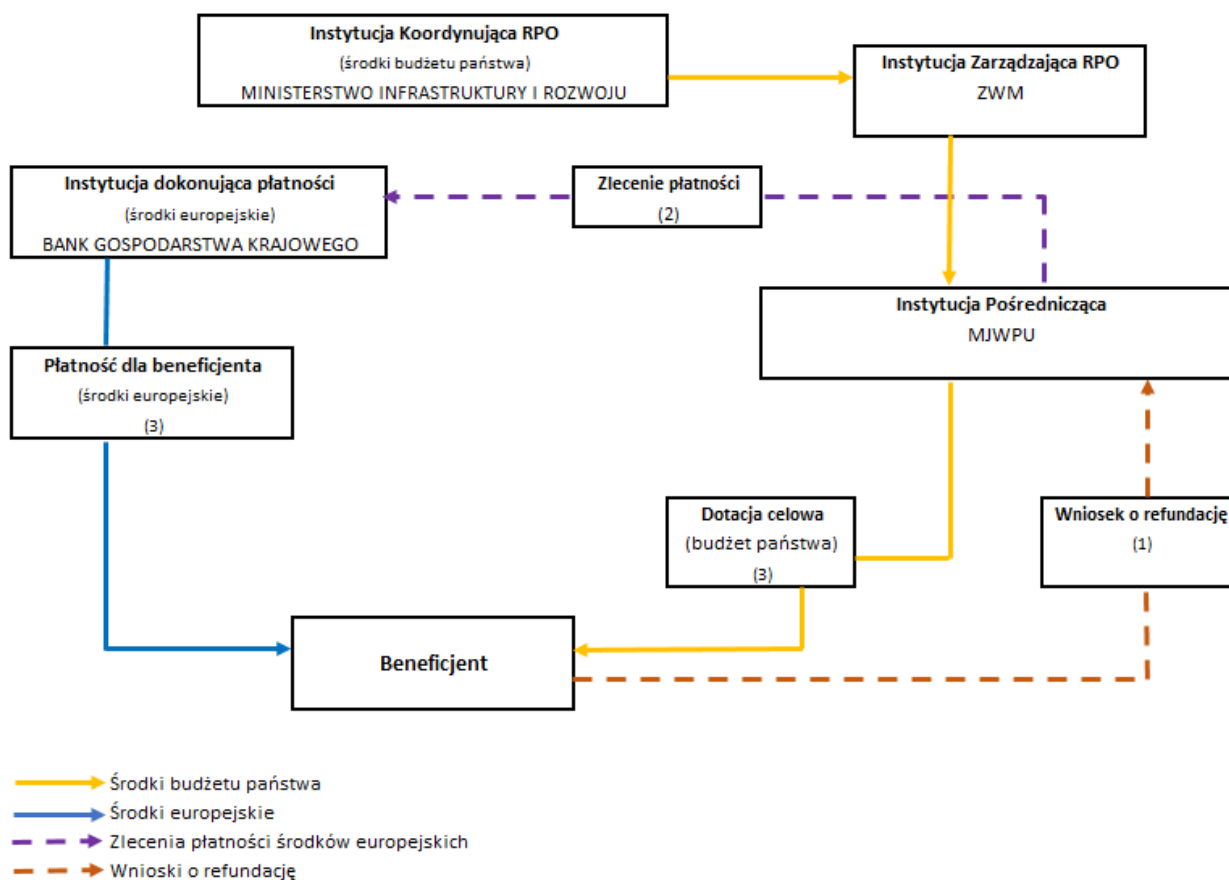 Instytucja Koordynująca RPO
(środki budżetu państwa)
MINISTERSTWO INFRASTRUKTURY I ROZWOJU
Instytucja Zarządzająca RPO
ZWM
Instytucja dokonująca płatności
(środki europejskie)
BANK GOSPODARSTWA KRAJOWEGO
Zlecenie płatności
(2)
Instytucja Pośrednicząca
MJWPU
Płatność dla beneficjenta
(środki europejskie)
(3)
Dotacja celowa
(budżet państwa)
(3)
Wniosek o refundację
(1)
Beneficjent
Środki budżetu państwa
Środki europejskie
Zlecenia płatności środków europejskich
Wnioski o refundację